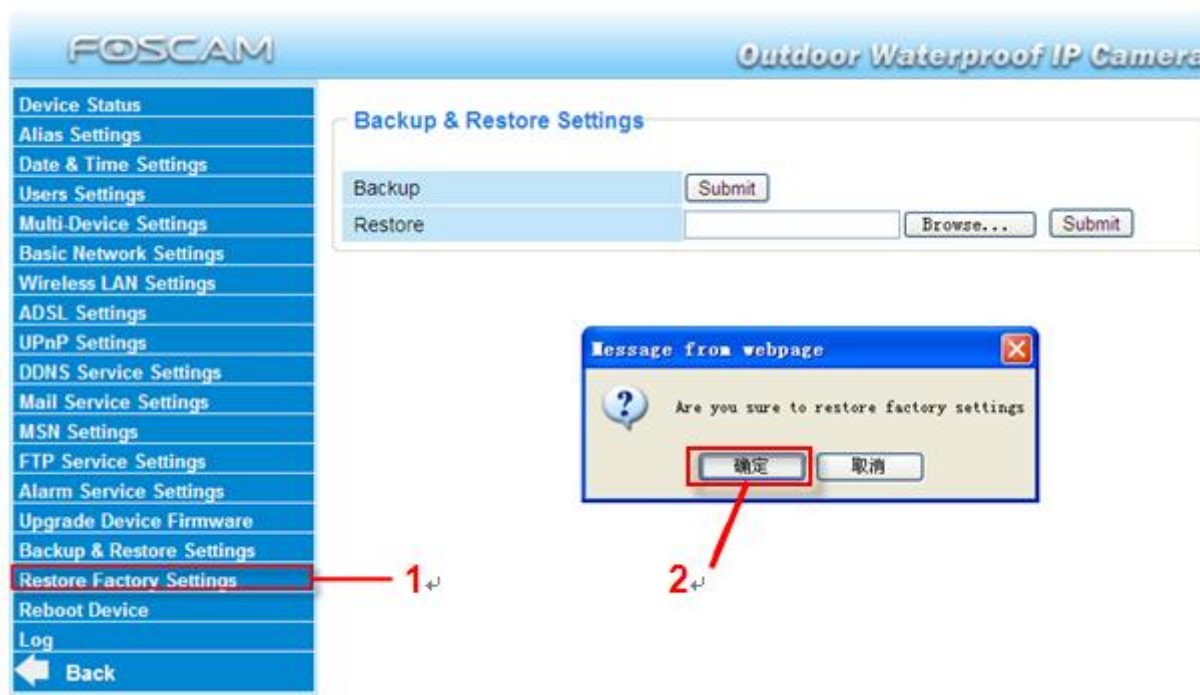 FOSCAM
Outdoor Waterproof IP Camera
Device Status
Alias Settings
Date & Time Settings
Users Settings
Multi-Device Settings
Basic Network Settings
Wireless LAN Settings
ADSL Settings
UPnP Settings
DDNS Service Settings
Mail Service Settings
MSN Settings
FTP Service Settings
Alarm Service Settings
Upgrade Device Firmware
Backup & Restore Settings
Restore Factory Settings
Reboot Device
Log
Back
Backup & Restore Settings
Backup Submit
Restore Browse... Submit
Message from webpage
Are you sure to restore factory settings
确定 取消
1 2